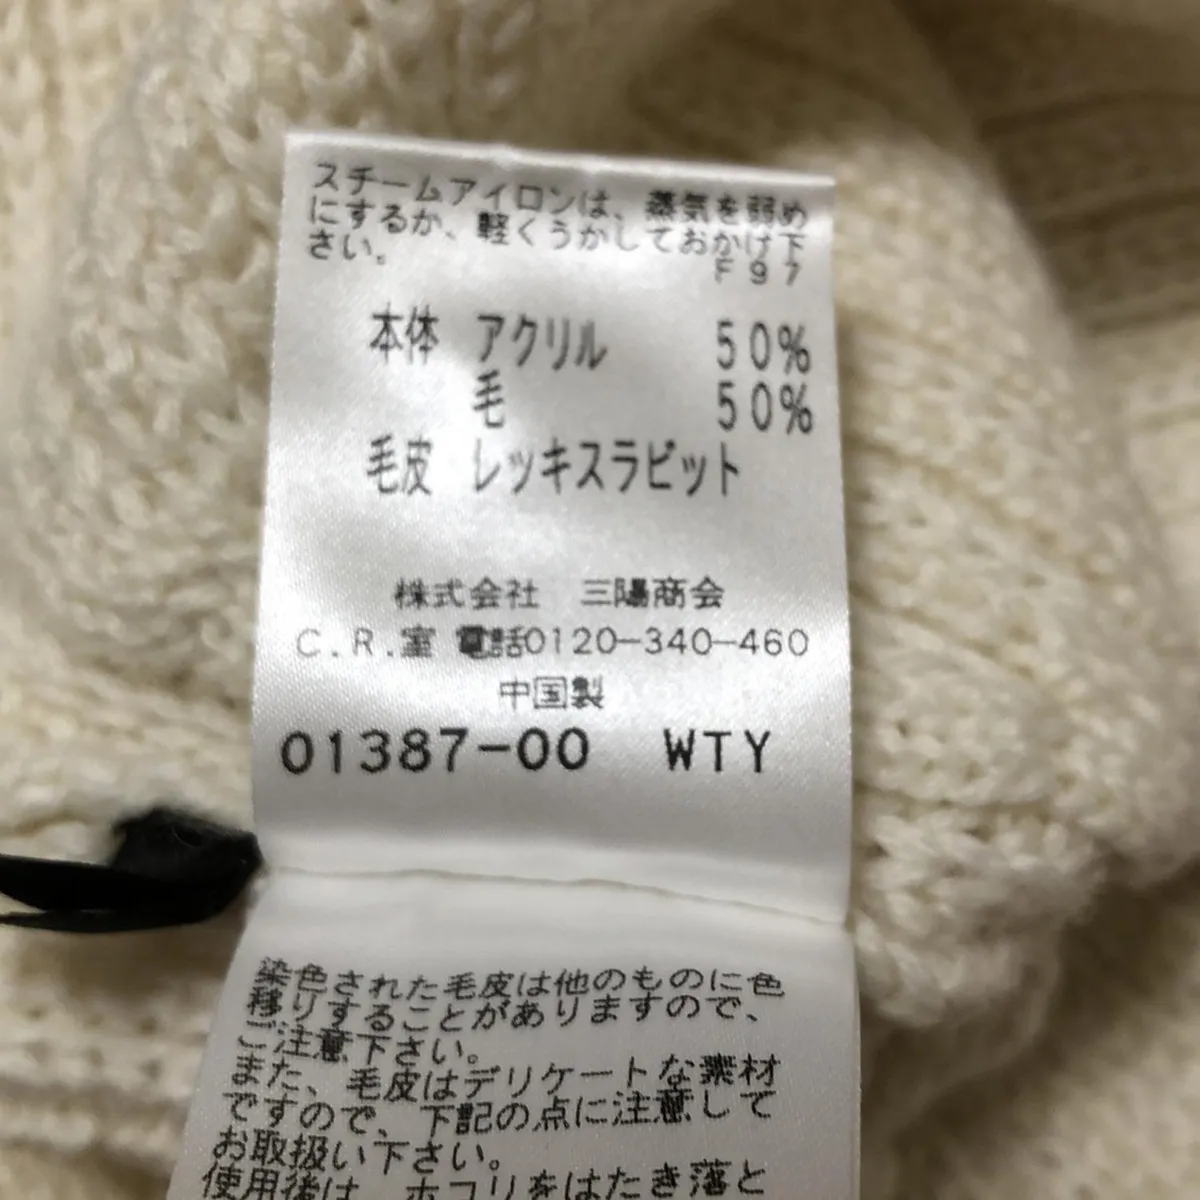 スチームアイロンは、蒸気を弱め
にするか、軽くうかしておかけ下
さい。
F97
本体 アクリル 50%
毛 50%
毛皮 レッキスラビット
株式会社 三陽商会
C.R.室 電話0120-340-460
中国製
01387-00 WTY
染色された毛皮は他のものに色
移りすることがありますので、
ご注意下さい。
また、毛皮はデリケートな素材
ですので、下記の点に注意して
お取扱い下さい。
使用後は、ホコリをはたき落と